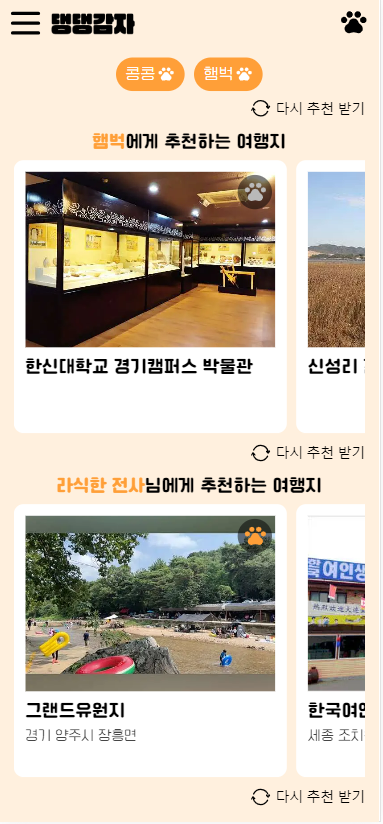 댕댕감자
콩콩 햄벅
다시 추천 받기
햄벅에게 추천하는 여행지
한신대학교 경기캠퍼스 박물관
신성리
다시 추천 받기
라식한 전사님에게 추천하는 여행지
그랜드유원지
경기 양주시 장흥면
여인
한국여인
세종 조치
다시 추천 받기